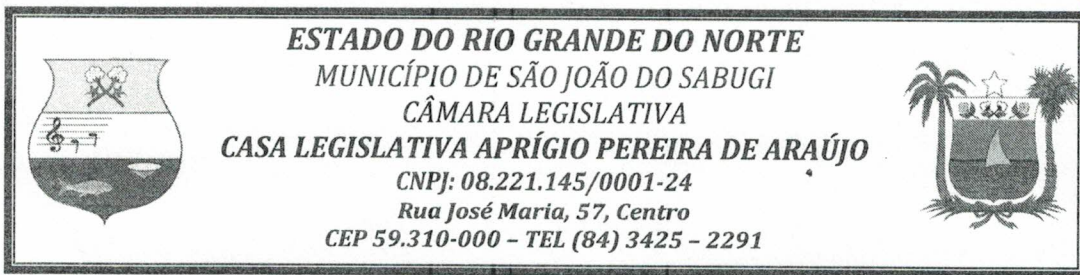 ESTADO DO RIO GRANDE DO NORTE
MUNICÍPIO DE SÃO JOÃO DO SABUGI
CÂMARA LEGISLATIVA
CASA LEGISLATIVA APRÍGIO PEREIRA DE ARAÚJO
CNPJ: 08.221.145/0001-24
Rua José Maria, 57, Centro
CEP 59.310-000 – TEL (84) 3425 – 2291